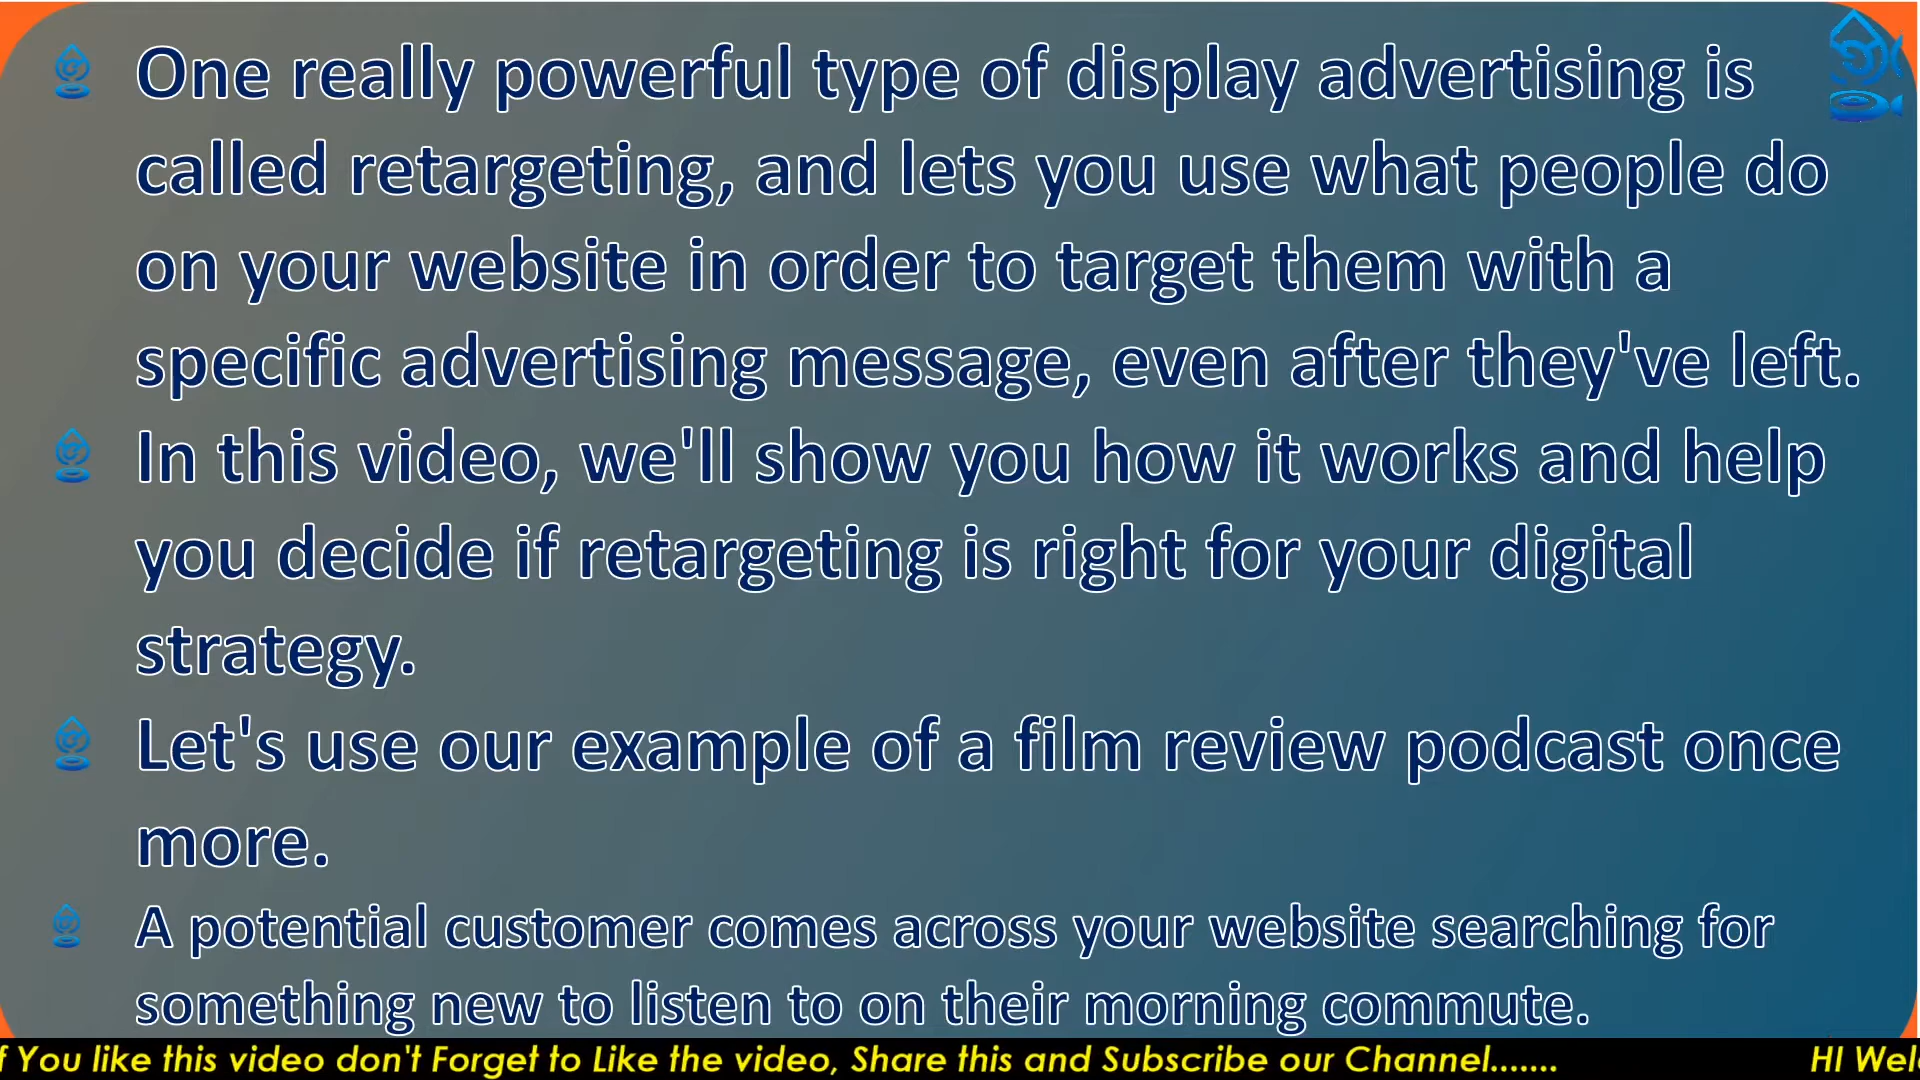 One really powerful type of display advertising is
called retargeting, and lets you use what people do
on your website in order to target them with a
specific advertising message, even after they've left.
In this video, we'll show you how it works and help
you decide if retargeting is right for your digital
strategy.
Let's use our example of a film review podcast once
more.
A potential customer comes across your website searching for
something new to listen to on their morning commute.
f You like this video don't Forget to Like the video, Share this and Subscribe our Channel....... HI